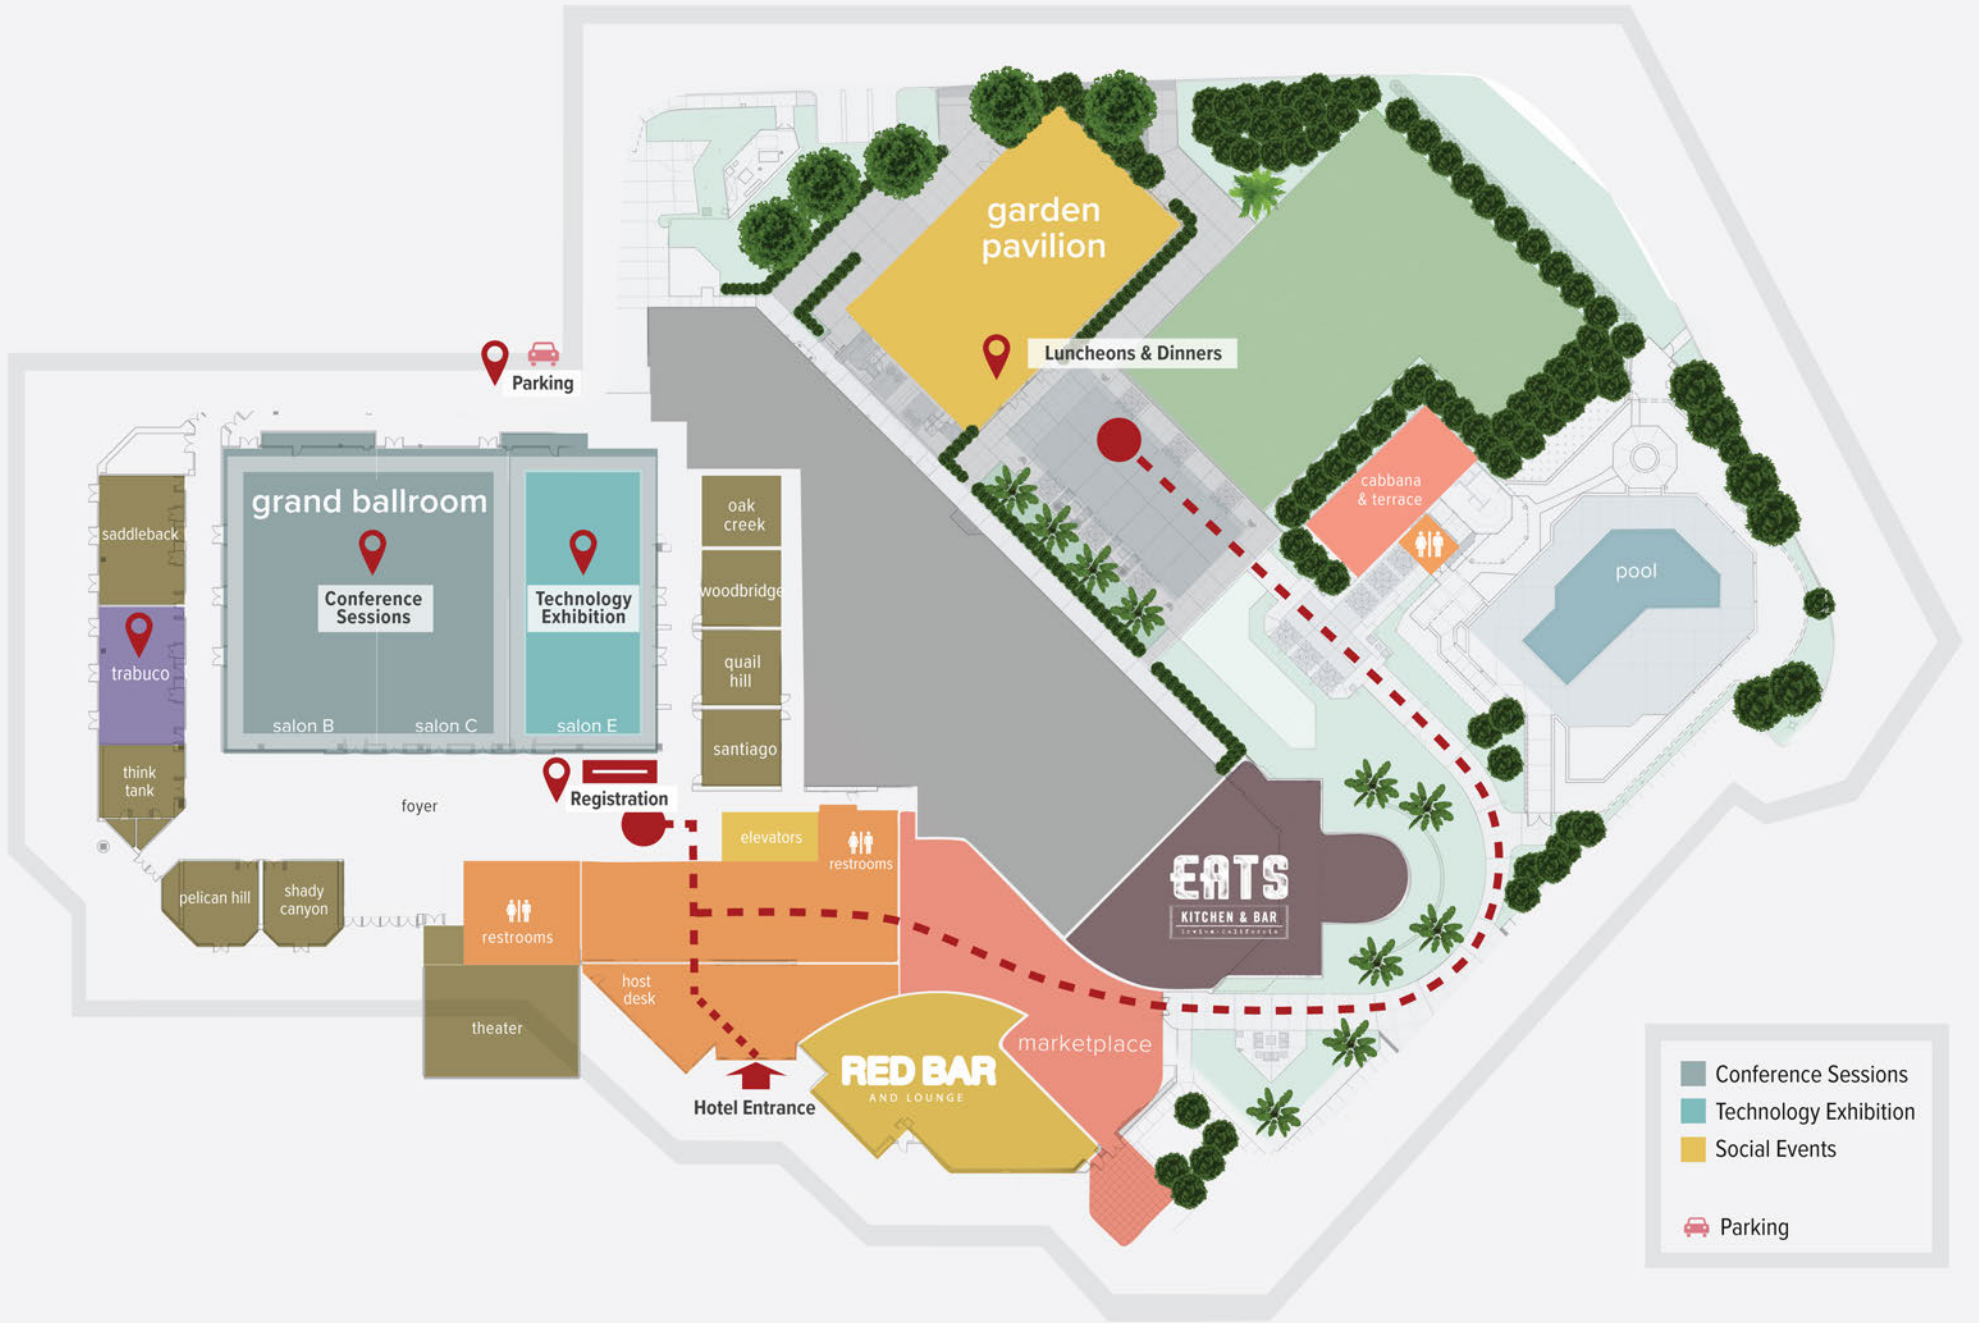 garden
pavilion
Luncheons & Dinners
Parking
grand ballroom
Conference
Sessions
Technology
Exhibition
salon B
salon C
salon E
saddleback
trabuco
think
tank
oak
creek
woodbridge
quail
hill
santiago
cabbana
& terrace
pool
Registration
foyer
elevators
restrooms
pelican hill
shady
canyon
restrooms
host
desk
theater
EATS
KITCHEN & BAR
Irvine·California
marketplace
RED BAR
AND LOUNGE
Hotel Entrance
Conference Sessions
Technology Exhibition
Social Events
Parking